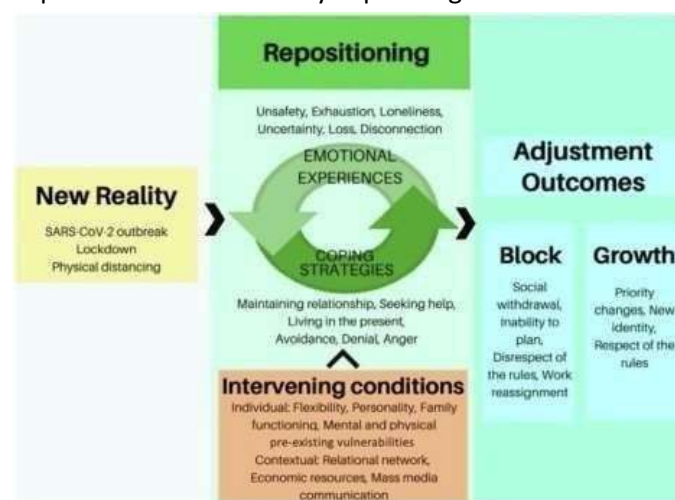 New Reality
SARS-CoV-2 outbreak
Lockdown
Physical distancing
Repositioning
Unsafety, Exhaustion, Loneliness,
Uncertainty, Loss, Disconnection
EMOTIONAL
EXPERIENCES
COPING
STRATEGIES
Maintaining relationship, Seeking help,
Living in the present,
Avoidance, Denial, Anger
Intervening conditions
Individual: Flexibility, Personality, Family
functioning, Mental and physical
pre-existing vulnerabilities
Contextual: Relational network,
Economic resources, Mass media
communication
Adjustment
Outcomes
Block
Social
withdrawal,
Inability to
plan,
Disrespect of
the rules, Work
reassignment
Growth
Priority
changes, New
identity,
Respect of the
rules